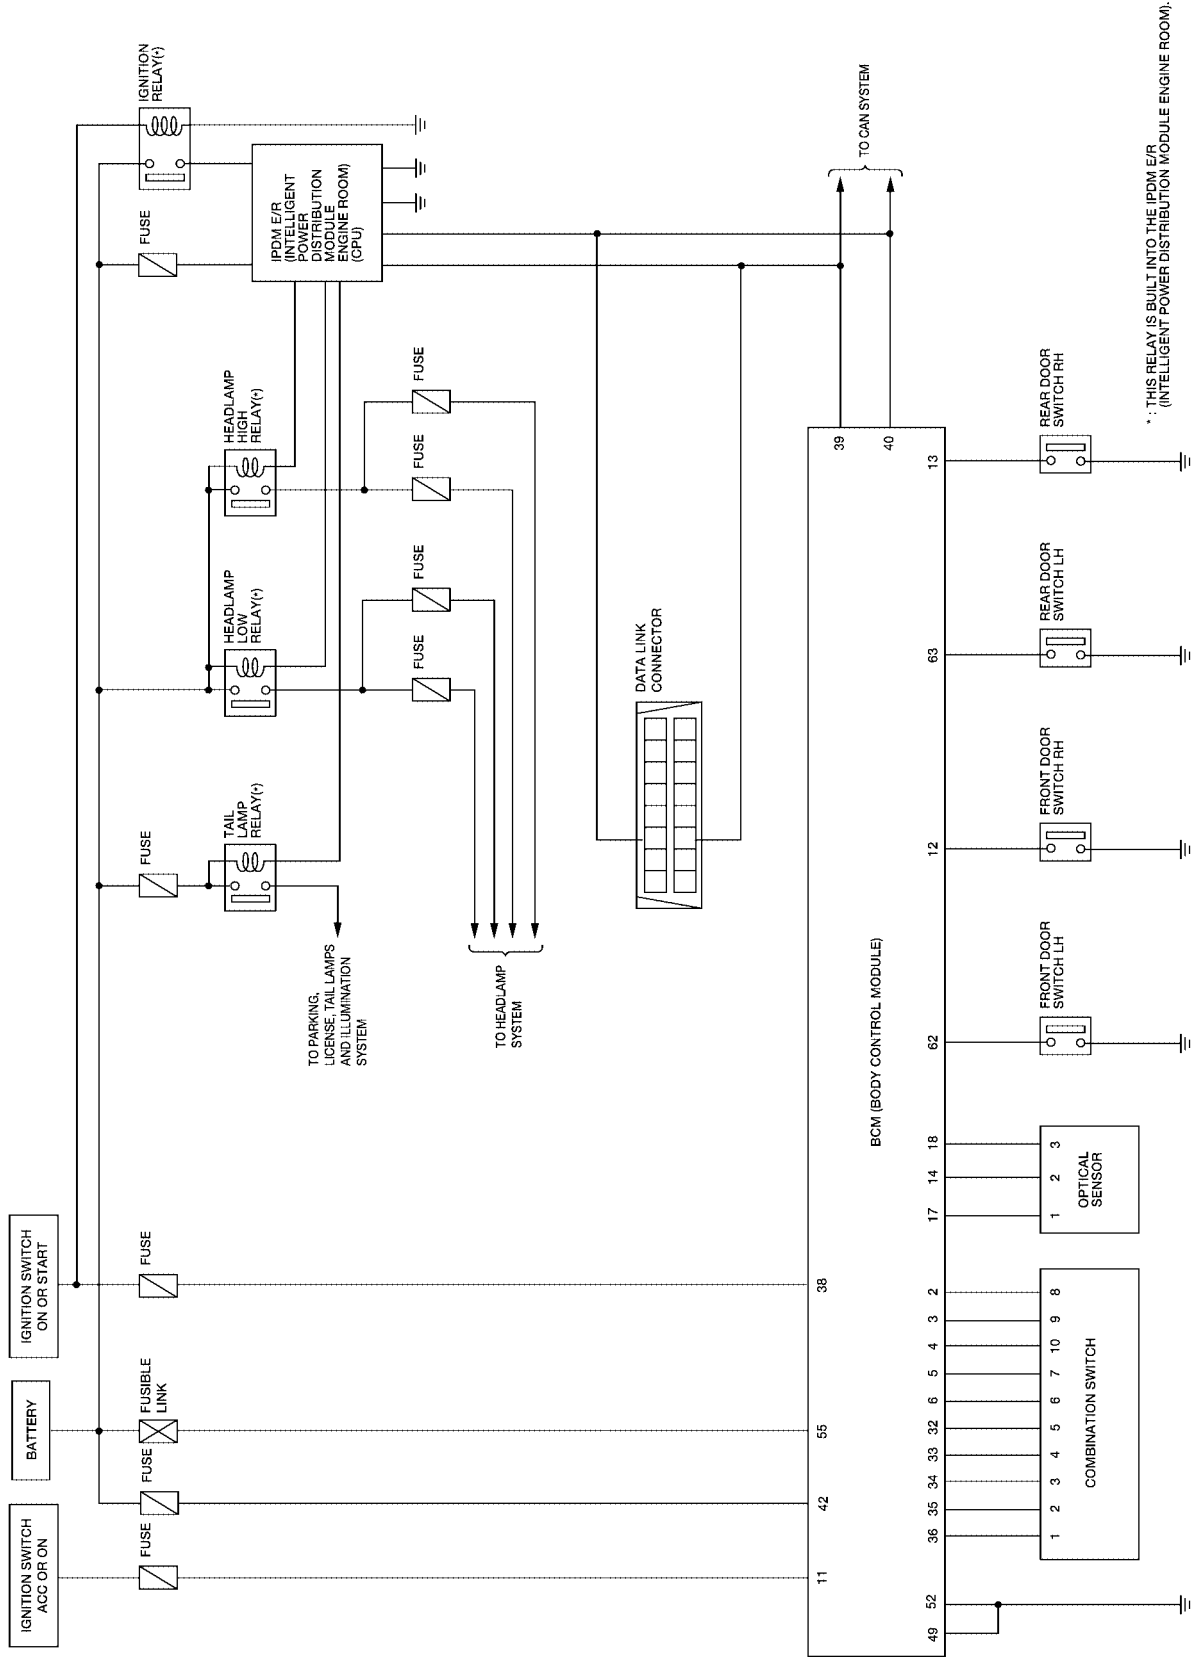 IGNITION SWITCH
ACC OR ON
BATTERY
IGNITION SWITCH
ON OR START
FUSE
FUSE
FUSIBLE
LINK
FUSE
FUSE
FUSE
IGNITION
RELAY(*)
TAIL
LAMP
RELAY(*)
HEADLAMP
LOW
RELAY(*)
HEADLAMP
HIGH
RELAY(*)
IPDM E/R
(INTELLIGENT
POWER
DISTRIBUTION
MODULE
ENGINE ROOM)
(CPU)
TO PARKING,
LICENSE, TAIL LAMPS
AND ILLUMINATION
SYSTEM
FUSE
FUSE
FUSE
FUSE
TO HEADLAMP
SYSTEM
DATA LINK
CONNECTOR
TO CAN SYSTEM
11
42
55
38
39
40
BCM (BODY CONTROL MODULE)
49
52
36
35
34
33
32
6
5
4
3
2
17
14
18
62
12
63
13
1
2
3
4
5
6
7
10
9
8
COMBINATION SWITCH
1
2
3
OPTICAL
SENSOR
FRONT DOOR
SWITCH LH
FRONT DOOR
SWITCH RH
REAR DOOR
SWITCH LH
REAR DOOR
SWITCH RH
* : THIS RELAY IS BUILT INTO THE IPDM E/R
(INTELLIGENT POWER DISTRIBUTION MODULE ENGINE ROOM).